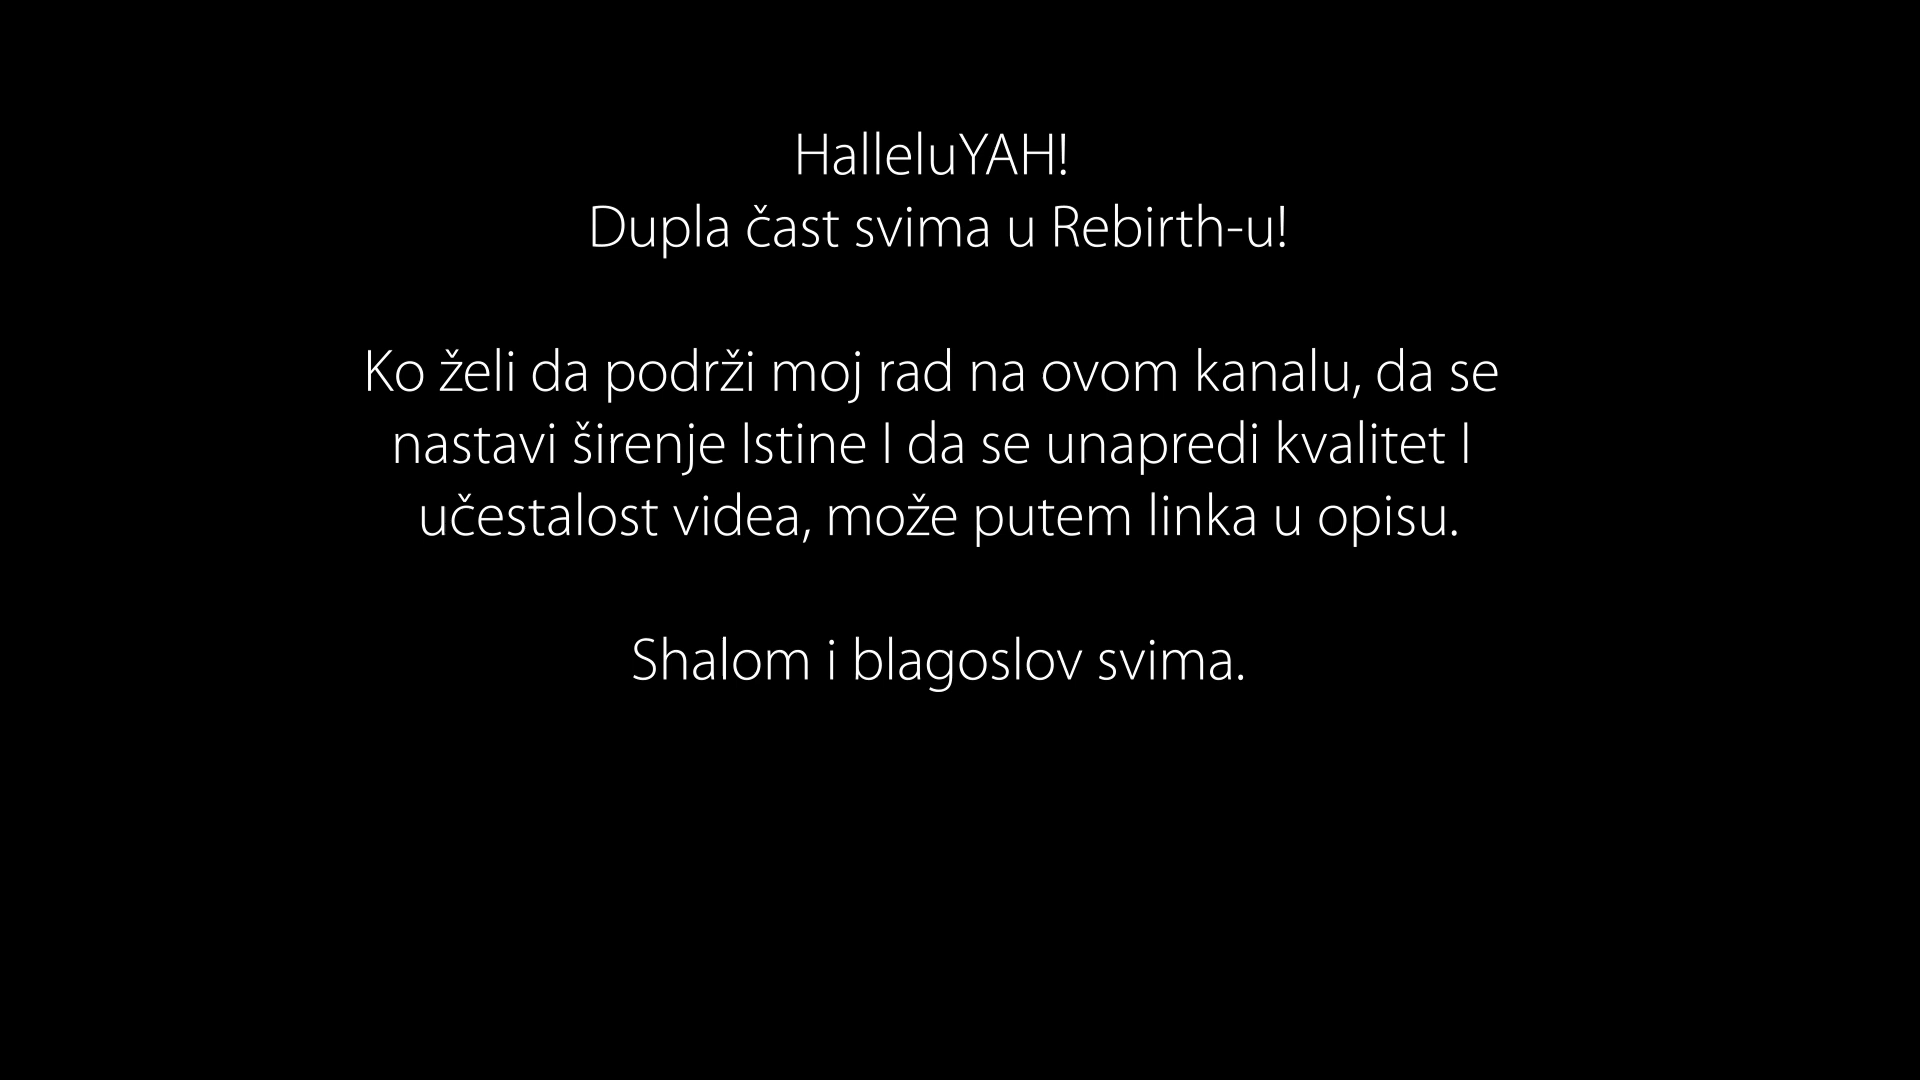 HalleluYAH!
Dupla čast svima u Rebirth-u!
Ko želi da podrži moj rad na ovom kanalu, da se
nastavi širenje Istine I da se unapredi kvalitet I
učestalost videa, može putem linka u opisu.
Shalom i blagoslov svima.